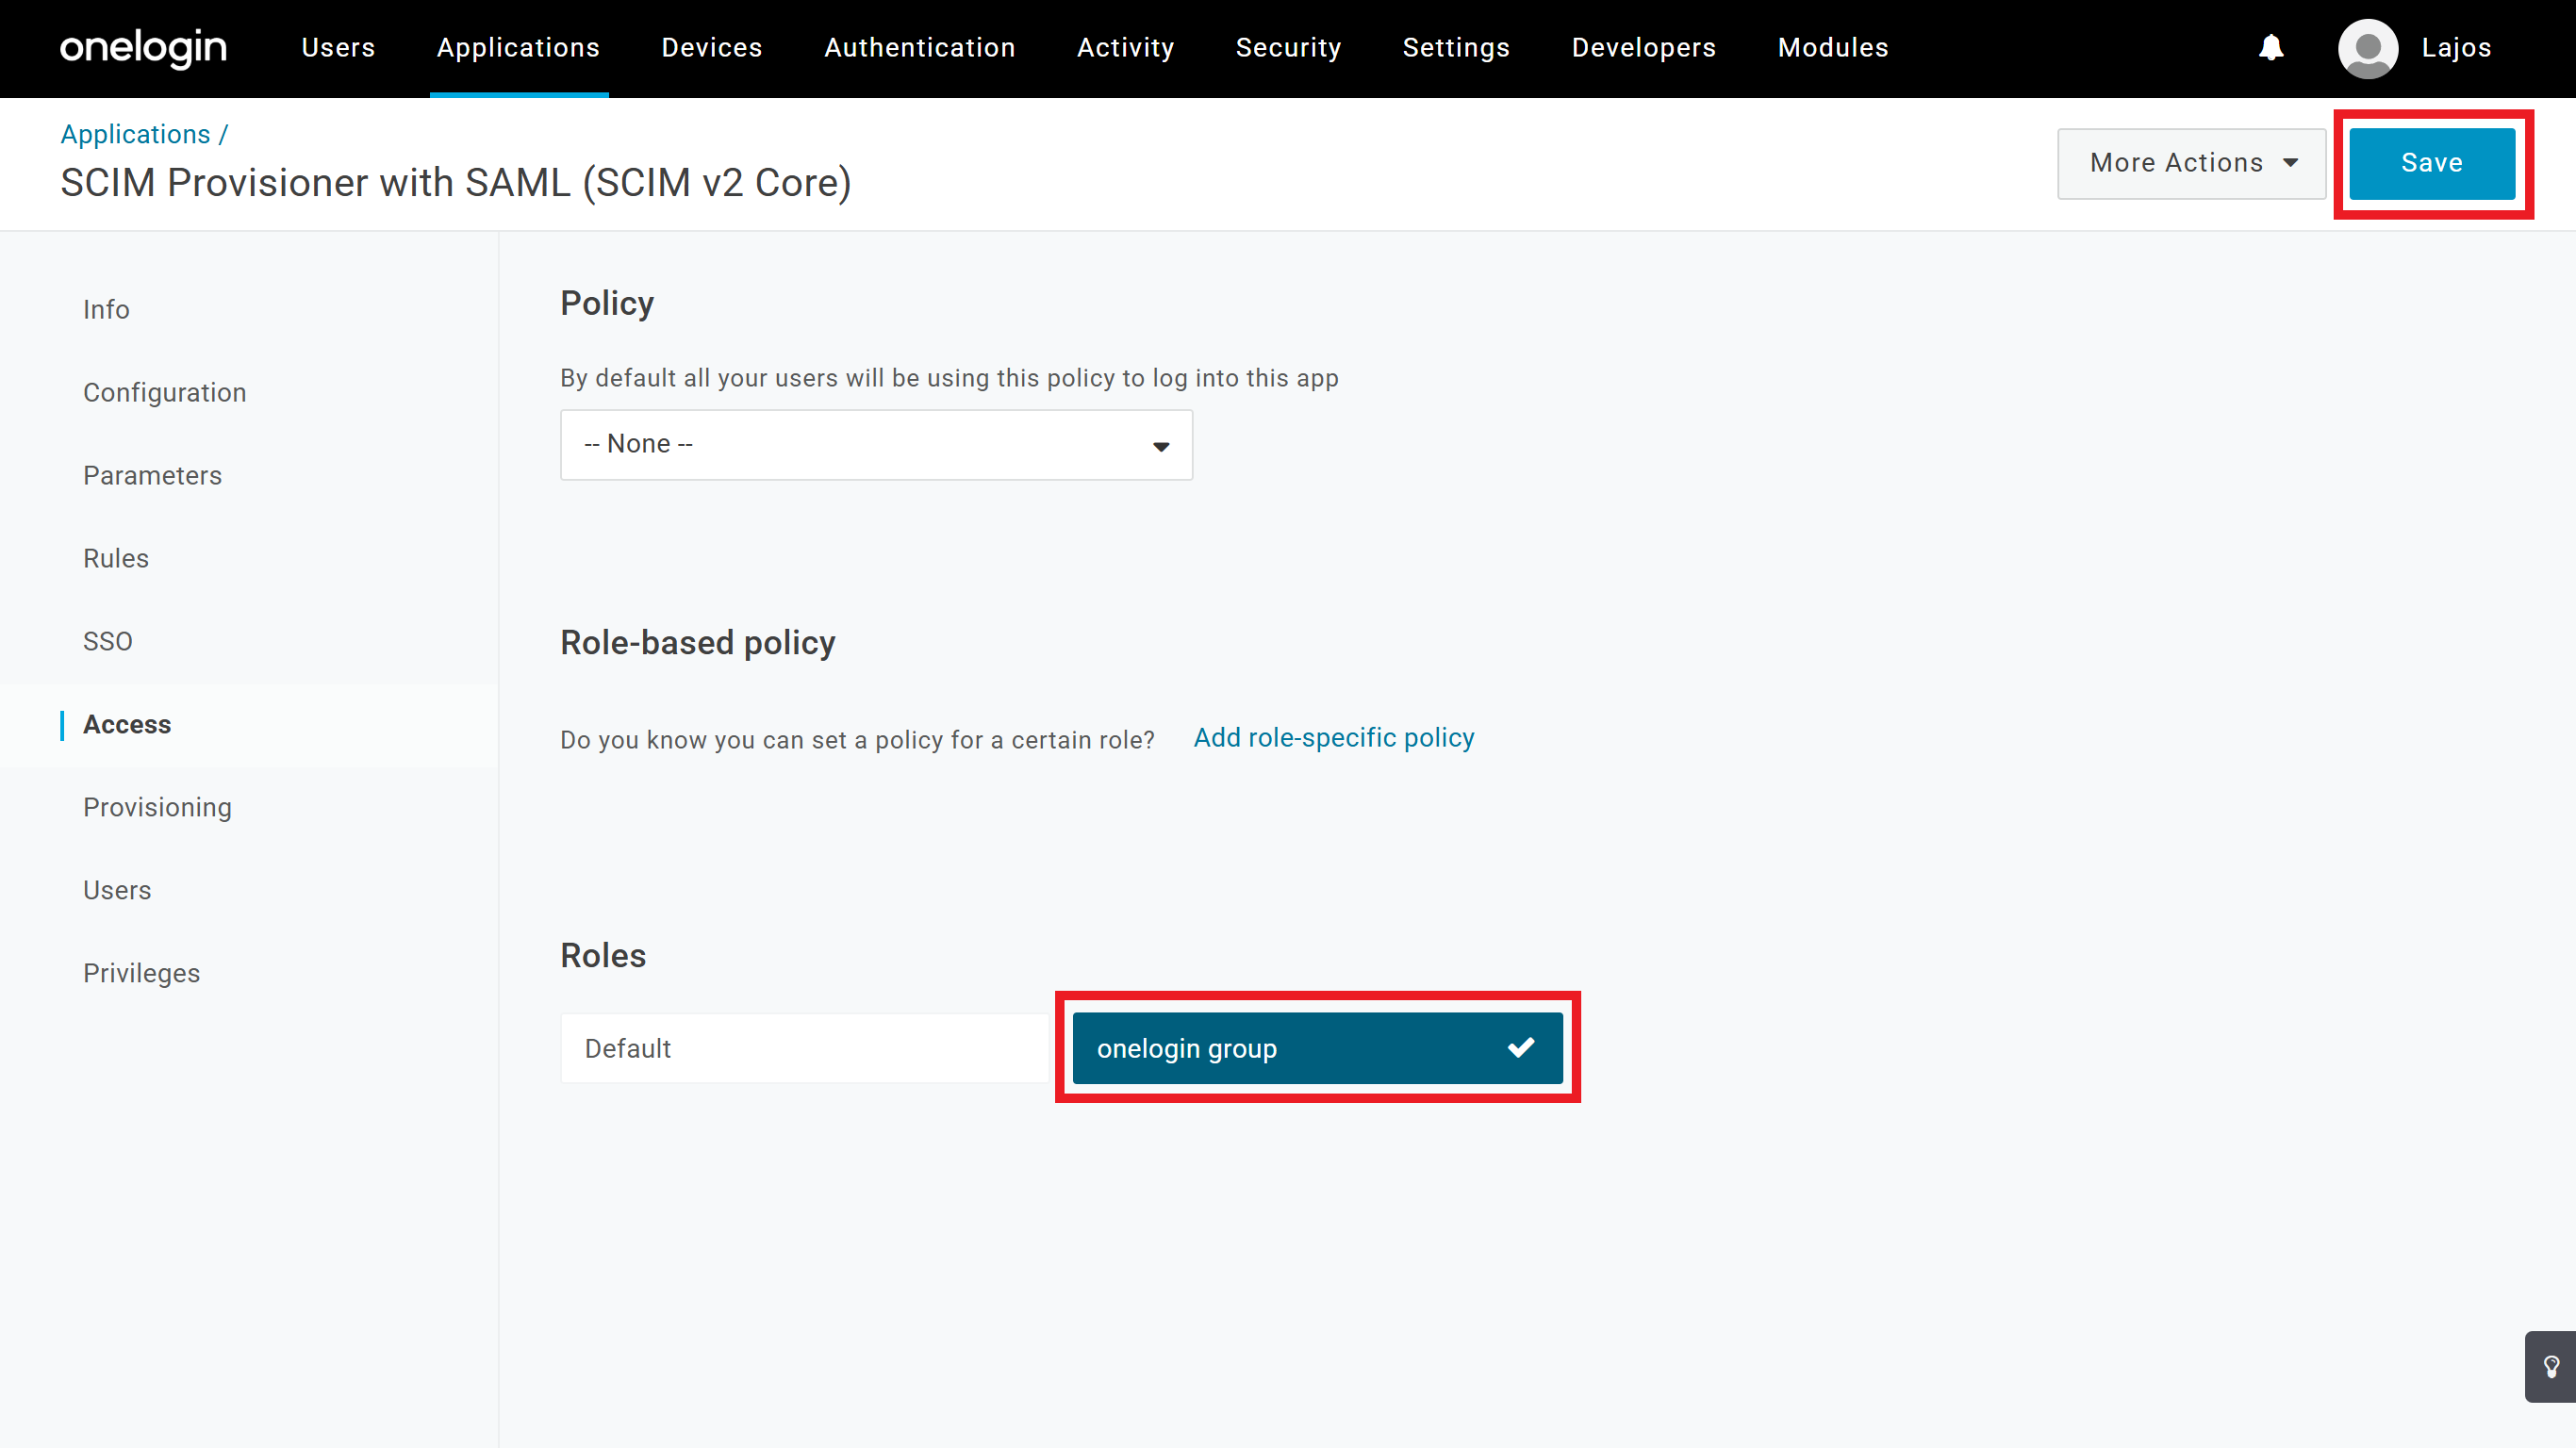 onelogin Users Applications Devices Authentication Activity Security Settings Developers Modules Lajos
Applications /
SCIM Provisioner with SAML (SCIM v2 Core)
More Actions Save
Info
Configuration
Parameters
Rules
SSO
Access
Provisioning
Users
Privileges
Policy
By default all your users will be using this policy to log into this app
-- None --
Role-based policy
Do you know you can set a policy for a certain role? Add role-specific policy
Roles
Default onelogin group